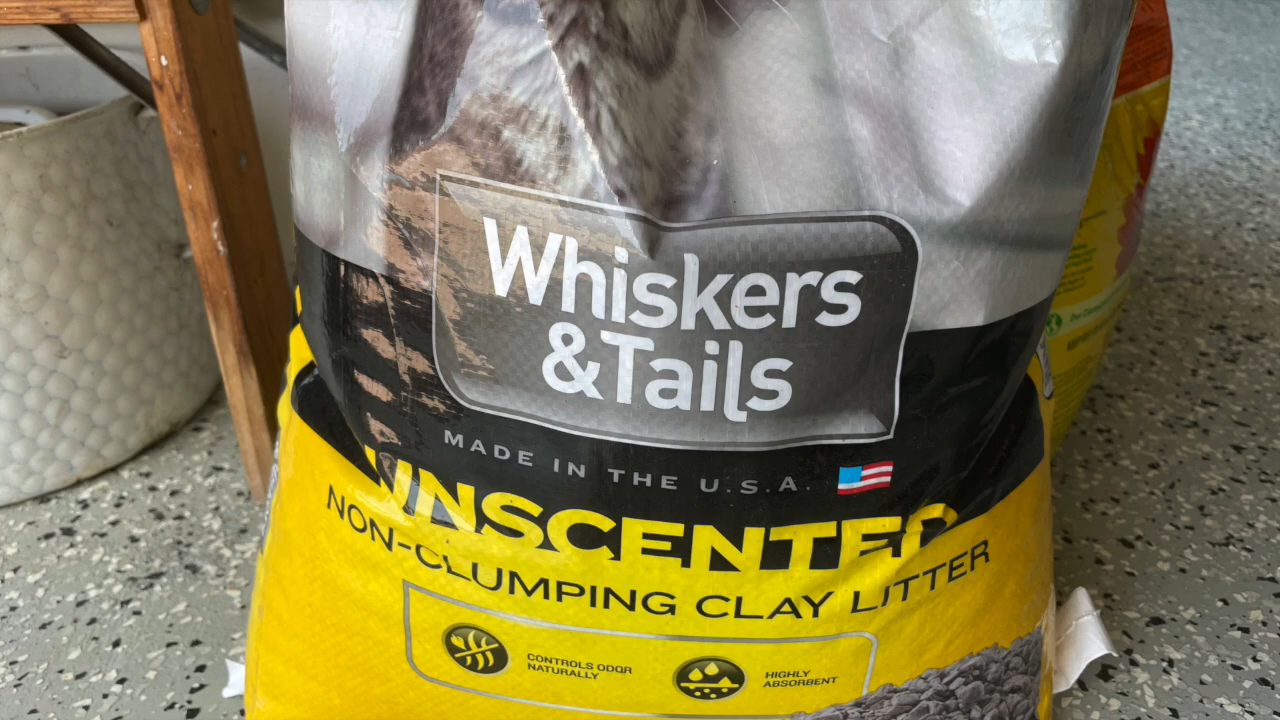 Whiskers
&Tails
MADE IN THE U.S.A.
UNSCENTED
NON-CLUMPING CLAY LITTER
CONTROLS ODOR
NATURALLY
HIGHLY
ABSORBENT